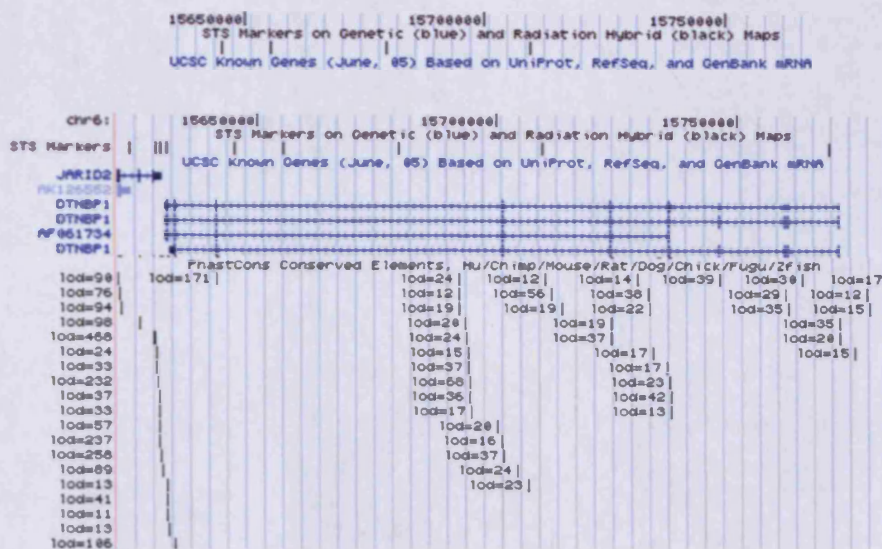 15650000| 15700000| 15750000|
STS Markers on Genetic (blue) and Radiation Hybrid (black) Maps
UCSC Known Genes (June, 05) Based on UniProt, RefSeq, and GenBank mRNA
chr6: 15650000| 15700000| 15750000|
STS Markers on Genetic (blue) and Radiation Hybrid (black) Maps
STS Markers
UCSC Known Genes (June, 05) Based on UniProt, RefSeq, and GenBank mRNA
JARID2
AK126552
DTNBP1
DTNBP1
AF061734
DTNBP1
PhastCons Conserved Elements, Hu/Chimp/Mouse/Rat/Dog/Chick/Fugu/Zfish
lod=90 lod=171 lod=24 lod=12 lod=14 lod=39 lod=30 lod=17
lod=76 lod=12 lod=56 lod=38 lod=29 lod=12
lod=94 lod=19 lod=19 lod=22 lod=35 lod=15
lod=98 lod=20 lod=19 lod=35
lod=468 lod=24 lod=37 lod=20
lod=24 lod=15 lod=17 lod=15
lod=33 lod=37 lod=17
lod=232 lod=68 lod=23
lod=37 lod=36 lod=42
lod=33 lod=17 lod=13
lod=57 lod=20
lod=237 lod=16
lod=258 lod=37
lod=89 lod=24
lod=13 lod=23
lod=41
lod=11
lod=13
lod=106